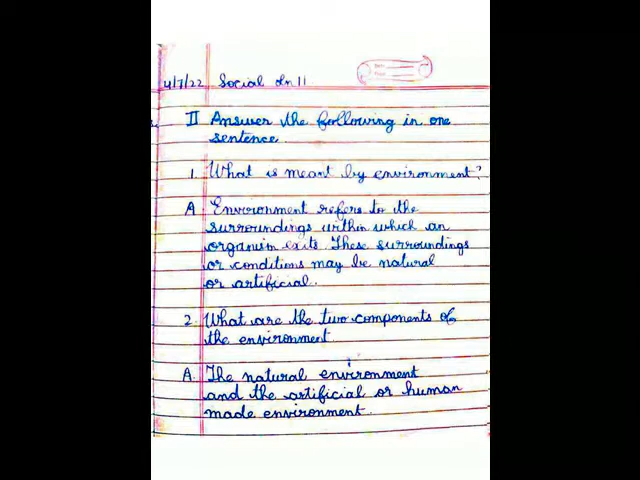 4/7/22 Social Ln 11
II Answer the following in one
sentence.
1. What is meant by environment?
A Environment refers to the
surroundings within which an
organism exits. These surroundings
or conditions may be natural
or artificial.
2. What are the two components of
the environment
A. The natural environment
and the artificial or human
made environment.